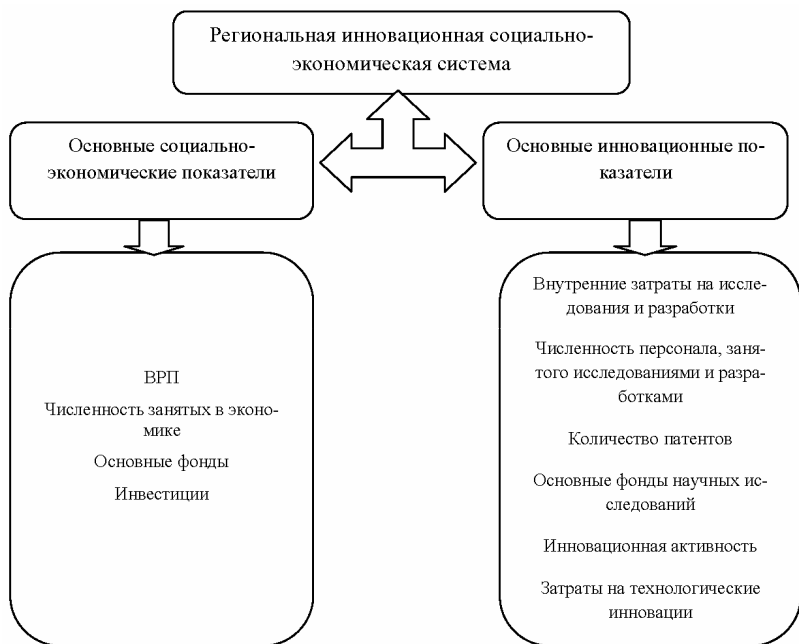 Региональная инновационная социально-
экономическая система
Основные социально-
экономические показатели
Основные инновационные по-
казатели
ВРП
Численность занятых в эконо-
мике
Основные фонды
Инвестиции
Внутренние затраты на иссле-
дования и разработки
Численность персонала, заня-
того исследованиями и разра-
ботками
Количество патентов
Основные фонды научных ис-
следований
Инновационная активность
Затраты на технологические
инновации